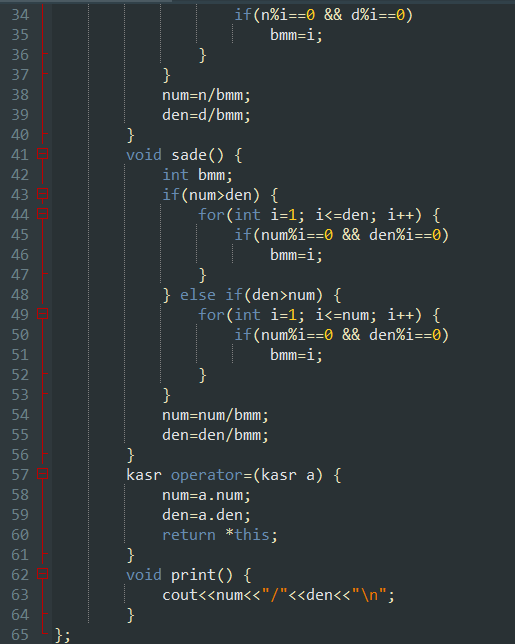 34 if(n%i==0 && d%i==0)
35 bmm=i;
36 }
37 }
38 num=n/bmm;
39 den=d/bmm;
40 }
41 void sade() {
42 int bmm;
43 if(num>den) {
44 for(int i=1; i<=den; i++) {
45 if(num%i==0 && den%i==0)
46 bmm=i;
47 }
48 } else if(den>num) {
49 for(int i=1; i<=num; i++) {
50 if(num%i==0 && den%i==0)
51 bmm=i;
52 }
53 }
54 num=num/bmm;
55 den=den/bmm;
56 }
57 kasr operator=(kasr a) {
58 num=a.num;
59 den=a.den;
60 return *this;
61 }
62 void print() {
63 cout<<num<<"/"<<den<<"\n";
64 }
65 };